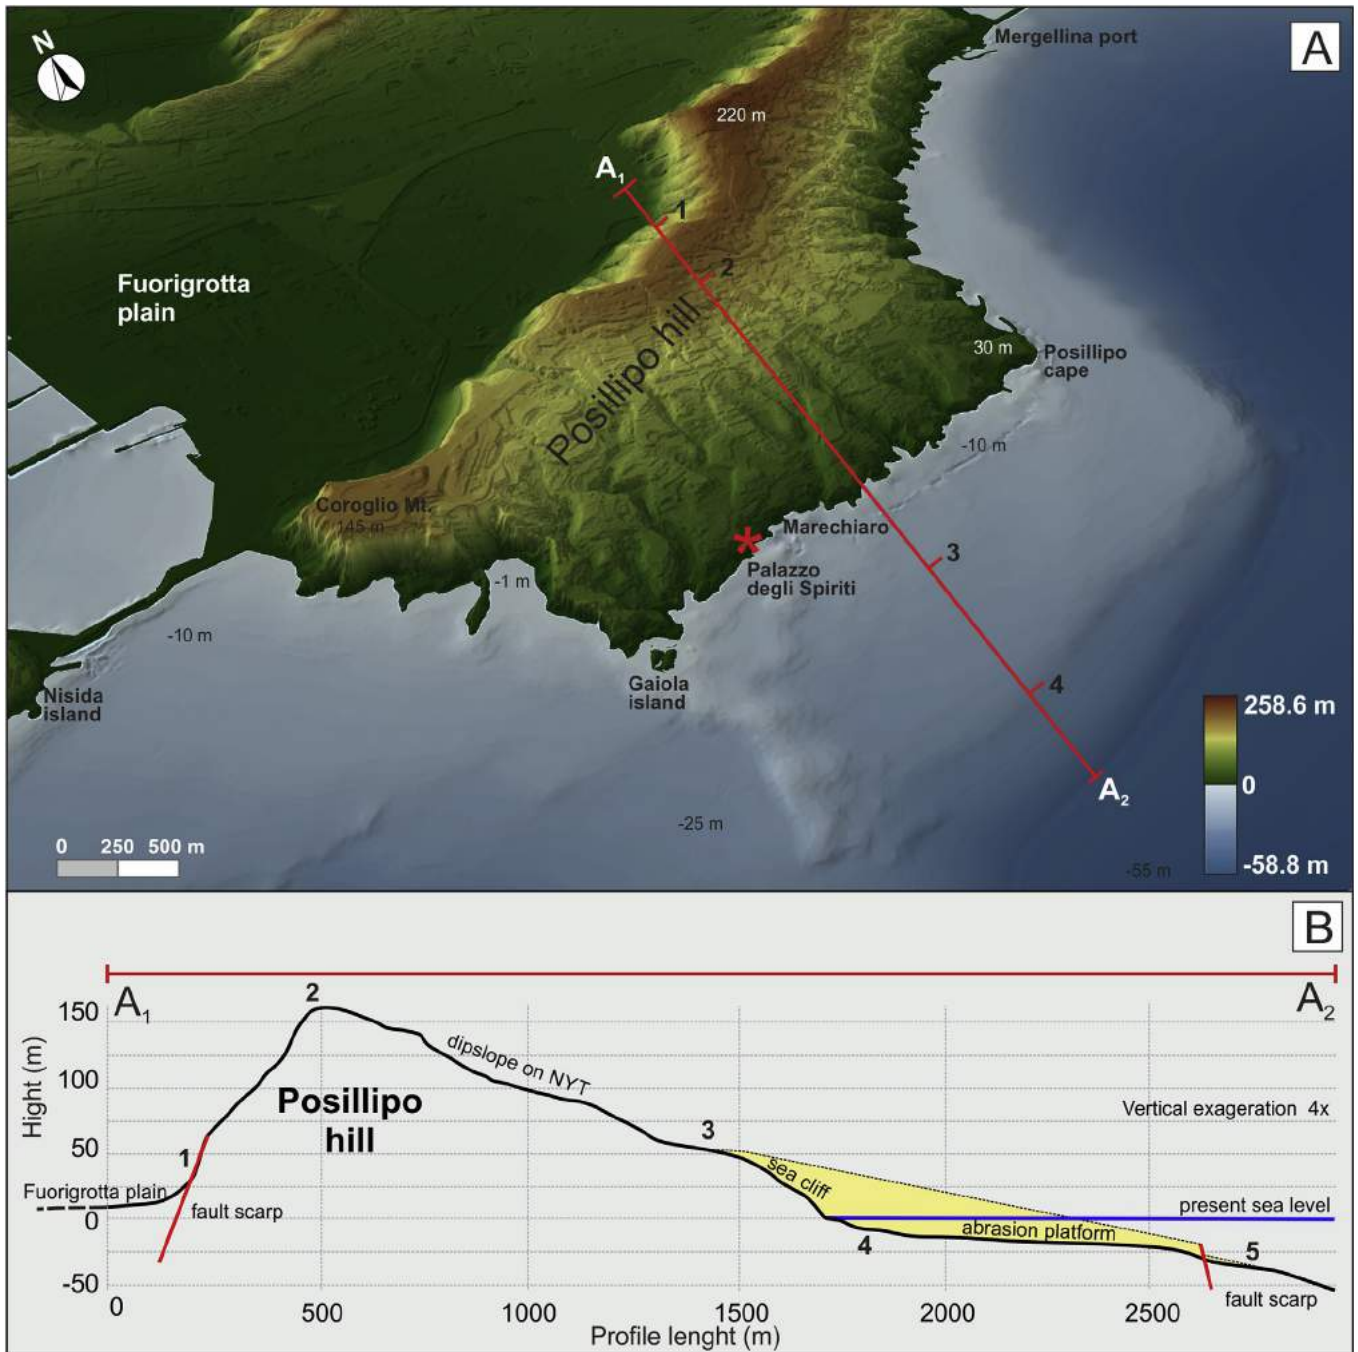 N
A
Mergellina port
220 m
A1
1
2
Fuorigrotta
plain
Posillipo hill
30 m
Posillipo
cape
-10 m
Coroglio Mt.
145 m
Marechiaro
3
Palazzo
degli Spiriti
-1 m
-10 m
4
Nisida
island
Gaiola
island
258.6 m
0
-58.8 m
A2
-25 m
-55 m
0 250 500 m
B
A1
A2
2
150
100
50
0
-50
Hight (m)
dipslope on NYT
Posillipo
hill
Vertical exageration 4x
3
1
sea cliff
Fuorigrotta plain
fault scarp
present sea level
abrasion platform
4
5
fault scarp
0 500 1000 1500 2000 2500
Profile lenght (m)